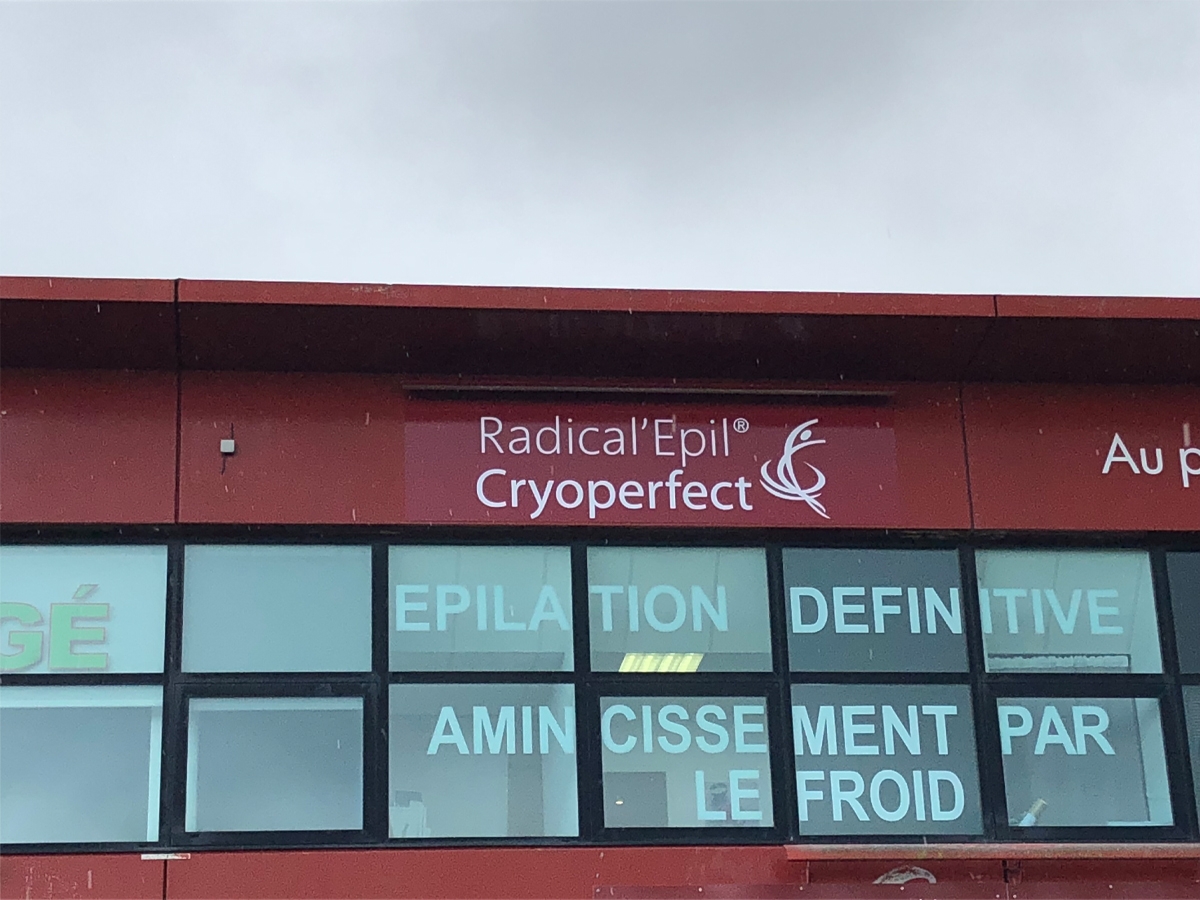 Radical'Epil®
Cryoperfect
Au
GÉ
EPILATION DEFINITIVE
AMINCISSEMENT PAR
LE FROID